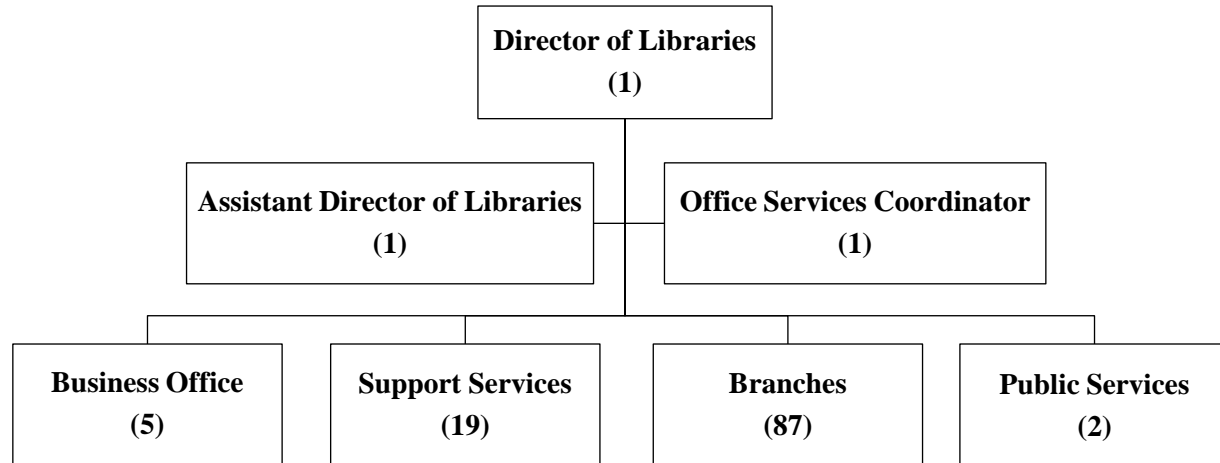 Director of Libraries
(1)
Assistant Director of Libraries
(1)
Office Services Coordinator
(1)
Business Office
(5)
Support Services
(19)
Branches
(87)
Public Services
(2)